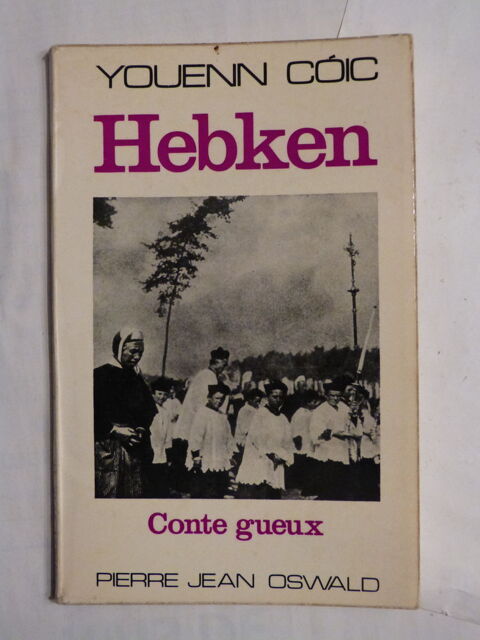 YOUENN CÓIC
Hebken
Conte gueux
PIERRE JEAN OSWALD